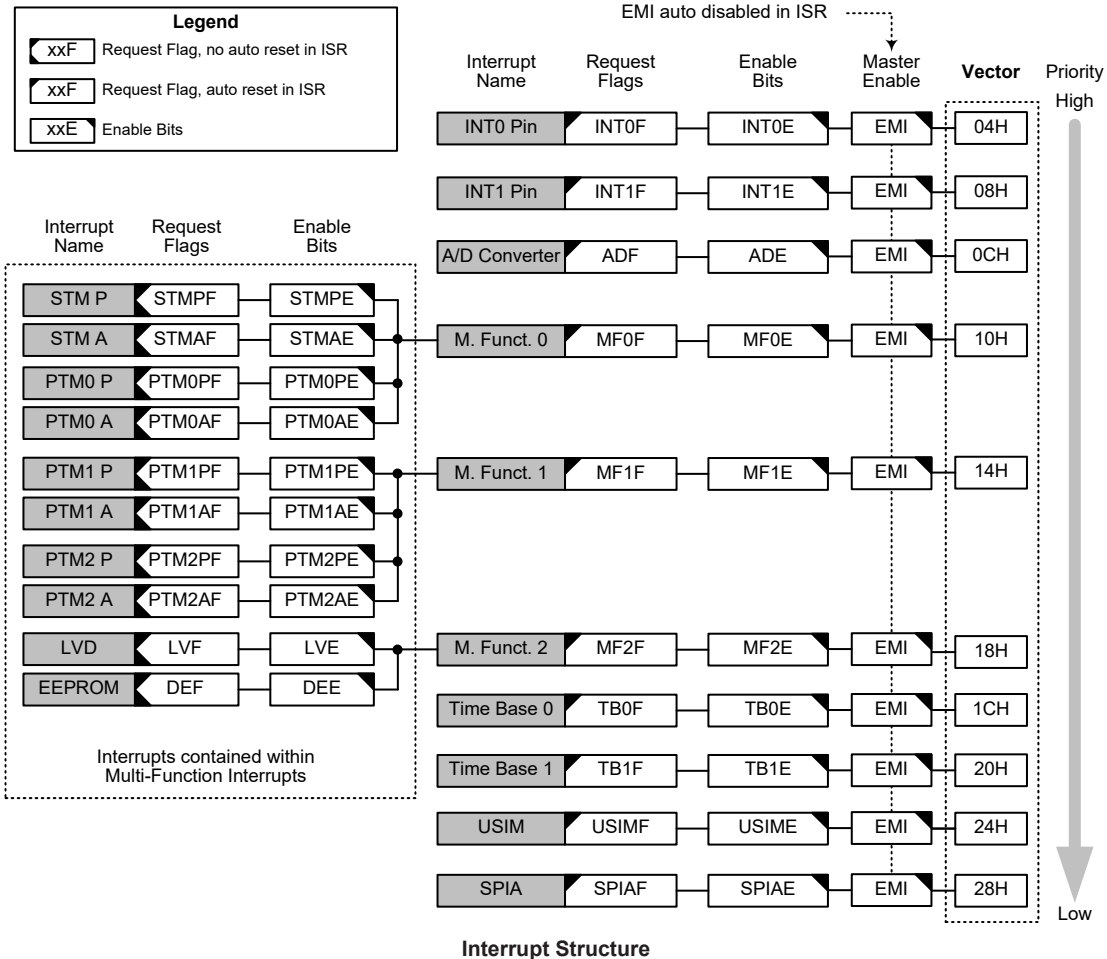 Legend
xxF Request Flag, no auto reset in ISR
xxF Request Flag, auto reset in ISR
xxE Enable Bits
EMI auto disabled in ISR
Interrupt Name Request Flags Enable Bits Master Enable Vector Priority
High
INT0 Pin INT0F INT0E EMI 04H
INT1 Pin INT1F INT1E EMI 08H
A/D Converter ADF ADE EMI 0CH
M. Funct. 0 MF0F MF0E EMI 10H
M. Funct. 1 MF1F MF1E EMI 14H
M. Funct. 2 MF2F MF2E EMI 18H
Time Base 0 TB0F TB0E EMI 1CH
Time Base 1 TB1F TB1E EMI 20H
USIM USIMF USIME EMI 24H
SPIA SPIAF SPIAE EMI 28H
Low
Interrupt Name Request Flags Enable Bits
STM P STMPF STMPE
STM A STMAF STMAE
PTM0 P PTM0PF PTM0PE
PTM0 A PTM0AF PTM0AE
PTM1 P PTM1PF PTM1PE
PTM1 A PTM1AF PTM1AE
PTM2 P PTM2PF PTM2PE
PTM2 A PTM2AF PTM2AE
LVD LVF LVE
EEPROM DEF DEE
Interrupts contained within
Multi-Function Interrupts
Interrupt Structure